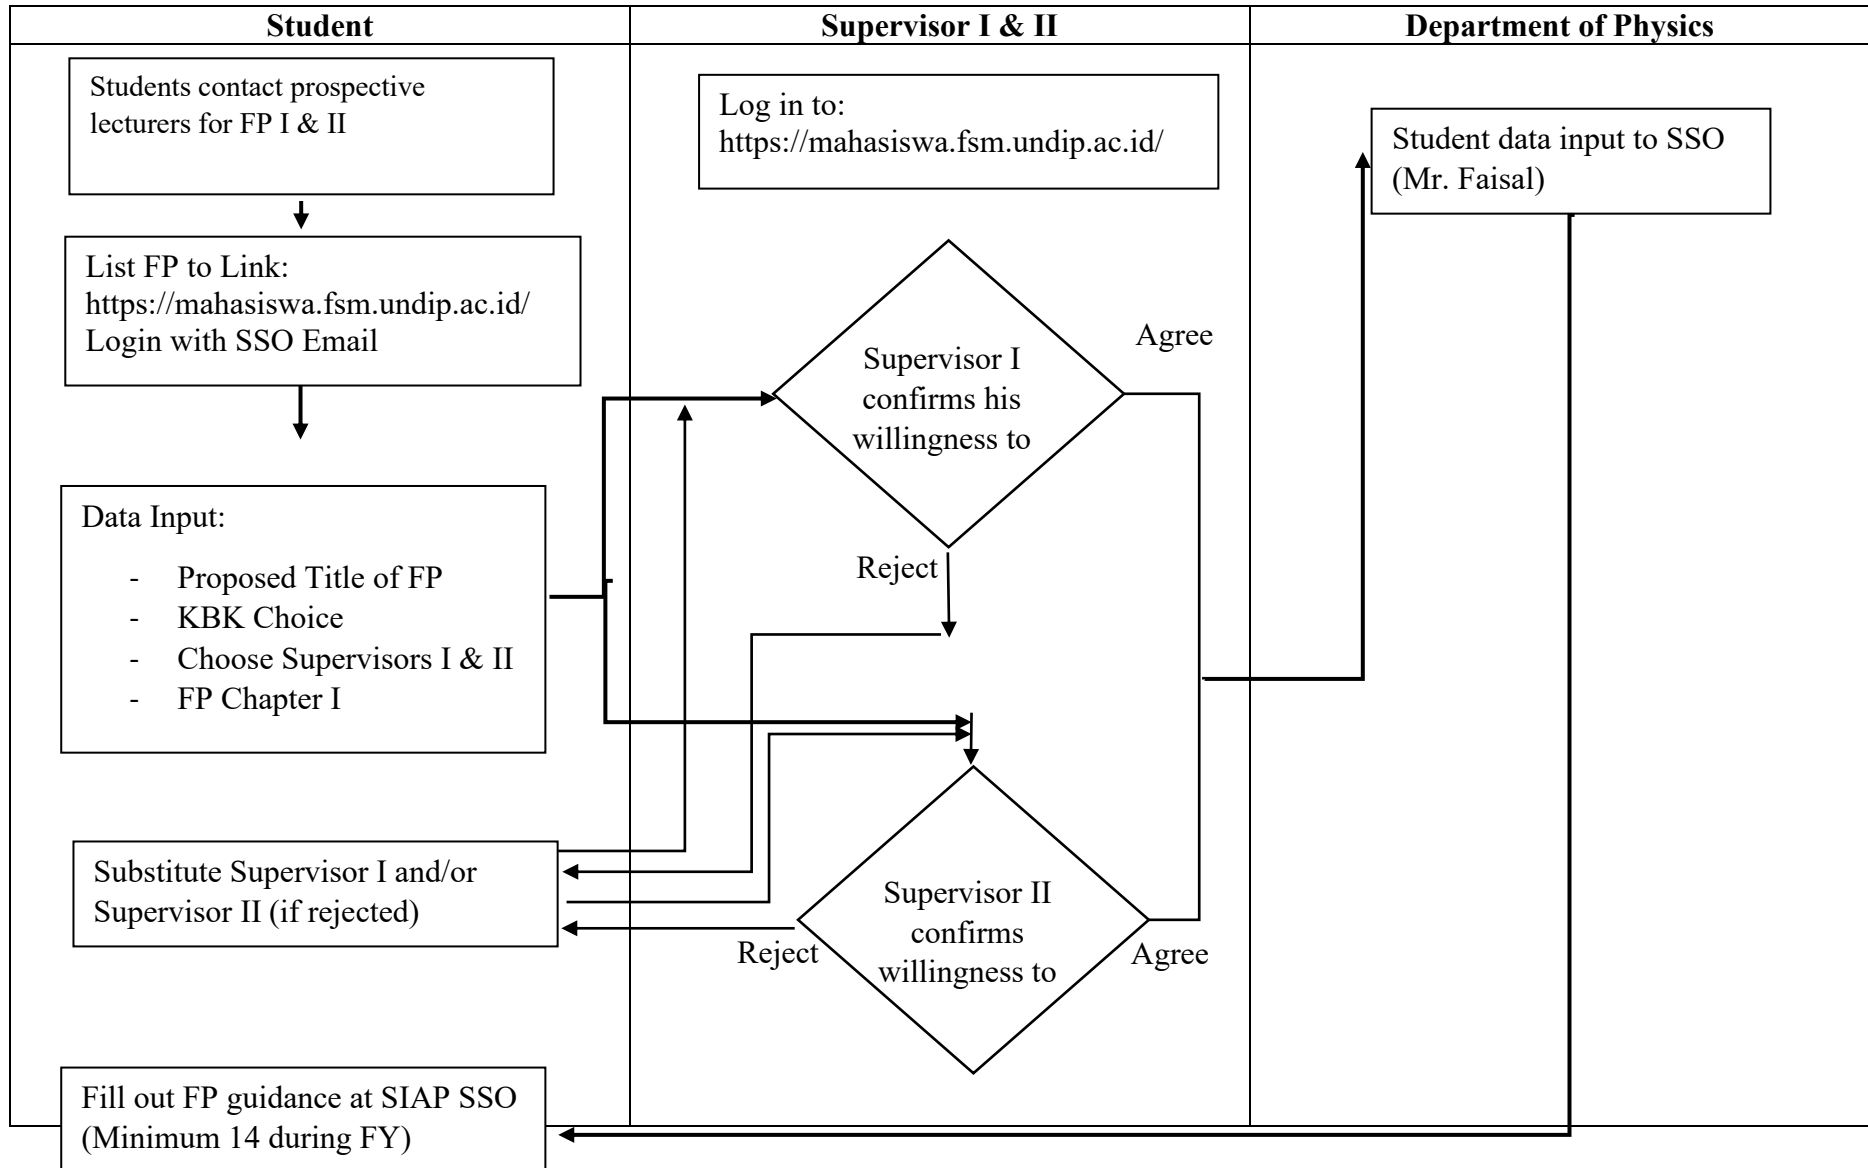 Student
Supervisor I & II
Department of Physics
Students contact prospective
lecturers for FP I & II
List FP to Link:
https://mahasiswa.fsm.undip.ac.id/
Login with SSO Email
Data Input:
- Proposed Title of FP
- KBK Choice
- Choose Supervisors I & II
- FP Chapter I
Substitute Supervisor I and/or
Supervisor II (if rejected)
Fill out FP guidance at SIAP SSO
(Minimum 14 during FY)
Log in to:
https://mahasiswa.fsm.undip.ac.id/
Supervisor I
confirms his
willingness to
Agree
Reject
Supervisor II
confirms
willingness to
Reject
Agree
Student data input to SSO
(Mr. Faisal)